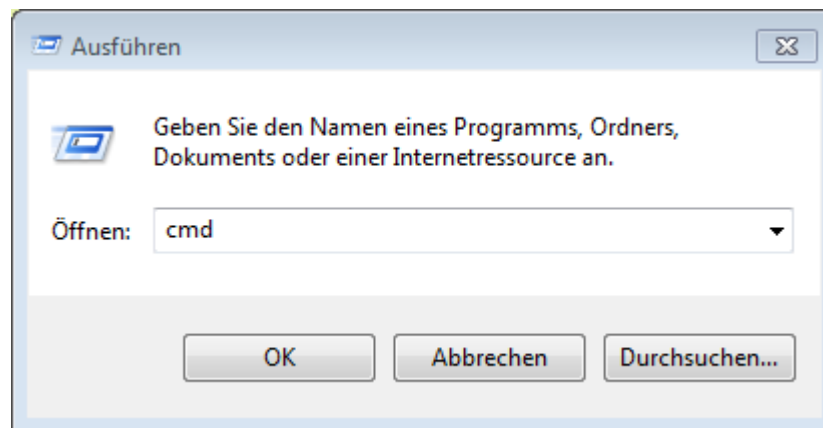 Ausführen
Geben Sie den Namen eines Programms, Ordners,
Dokuments oder einer Internetressource an.
Öffnen: cmd
OK Abbrechen Durchsuchen...